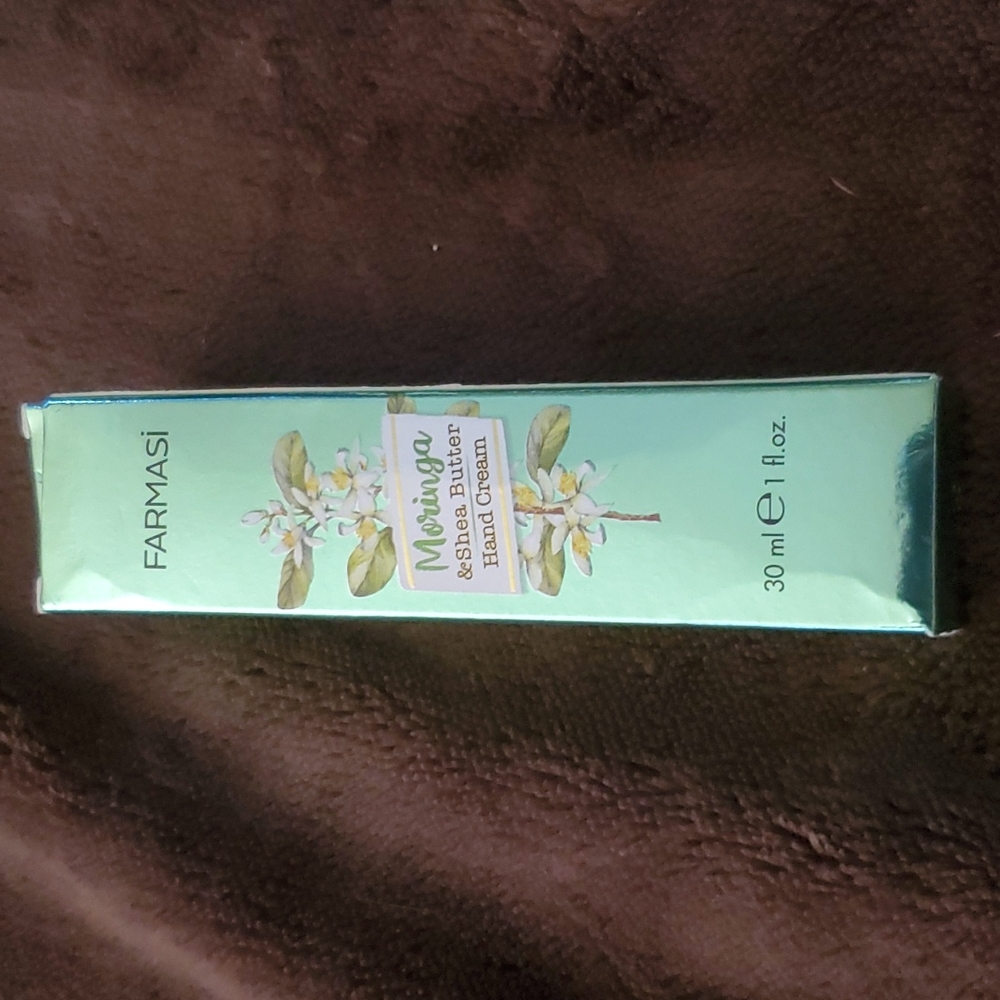 FARMASİ
Moringa
&Shea Butter
Hand Cream
30 ml ℮ 1 fl.oz.